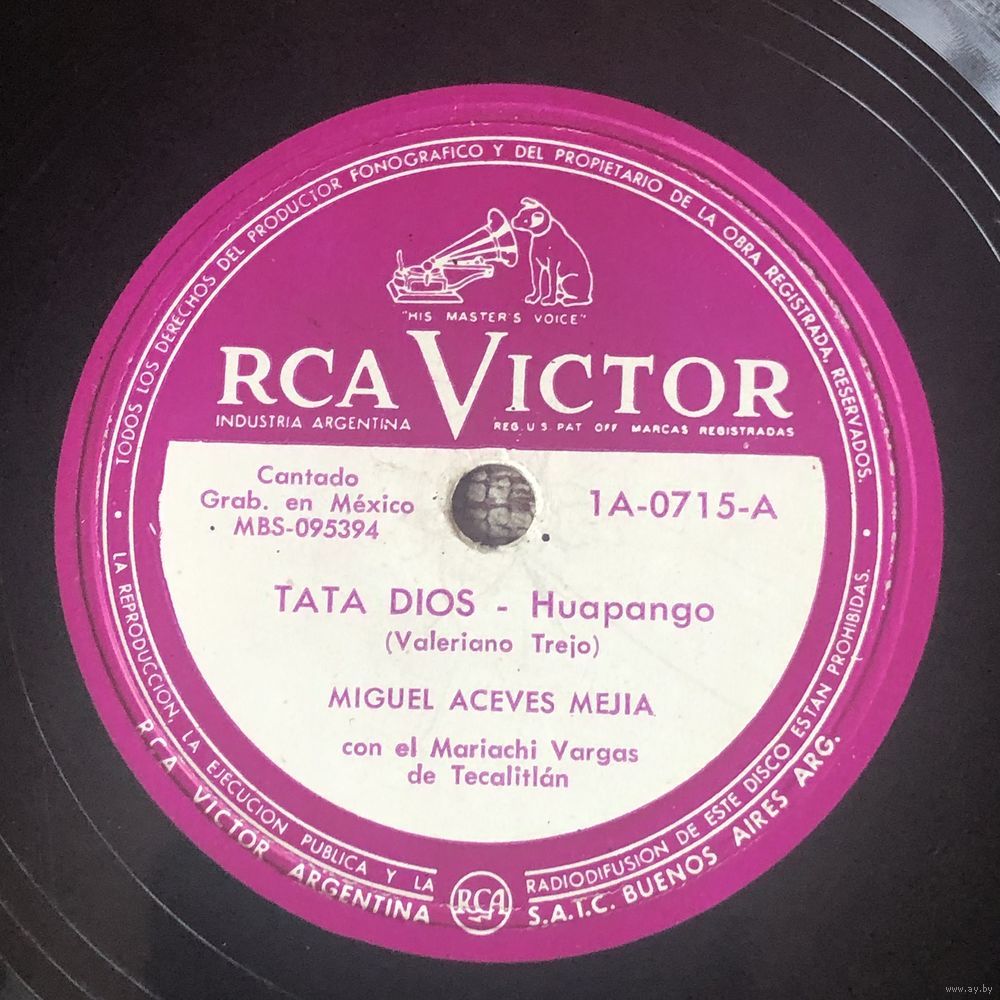 TODOS LOS DERECHOS DEL PRODUCTOR FONOGRAFICO Y DEL PROPIETARIO DE LA OBRA REGISTRADA, RESERVADOS.
"HIS MASTER'S VOICE"
RCA VICTOR
INDUSTRIA ARGENTINA
REG. U.S. PAT OFF MARCAS REGISTRADAS
Cantado
Grab. en México
MBS-095394
1A-0715-A
TATA DIOS - Huapango
(Valeriano Trejo)
MIGUEL ACEVES MEJIA
con el Mariachi Vargas
de Tecalitlán
LA REPRODUCCION, LA EJECUCION PUBLICA Y LA RADIODIFUSION DE ESTE DISCO ESTAN PROHIBIDAS.
RCA VICTOR ARGENTINA RCA S.A.T.C. BUENOS AIRES ARG.
www.ay.by